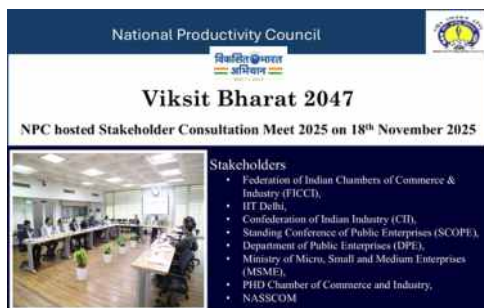 National Productivity Council
विकसित भारत
अभियान
Viksit Bharat 2047
NPC hosted Stakeholder Consultation Meet 2025 on 18th November 2025
Stakeholders
• Federation of Indian Chambers of Commerce &
Industry (FICCI),
• IIT Delhi,
• Confederation of Indian Industry (CII),
• Standing Conference of Public Enterprises (SCOPE),
• Department of Public Enterprises (DPE),
• Ministry of Micro, Small and Medium Enterprises
(MSME),
• PHD Chamber of Commerce and Industry,
• NASSCOM